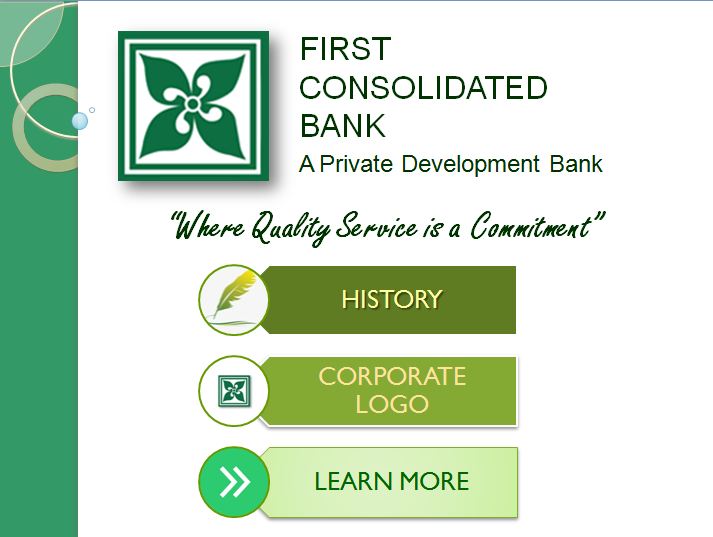 FIRST
CONSOLIDATED
BANK
A Private Development Bank
“Where Quality Service is a Commitment”
HISTORY
CORPORATE
LOGO
LEARN MORE